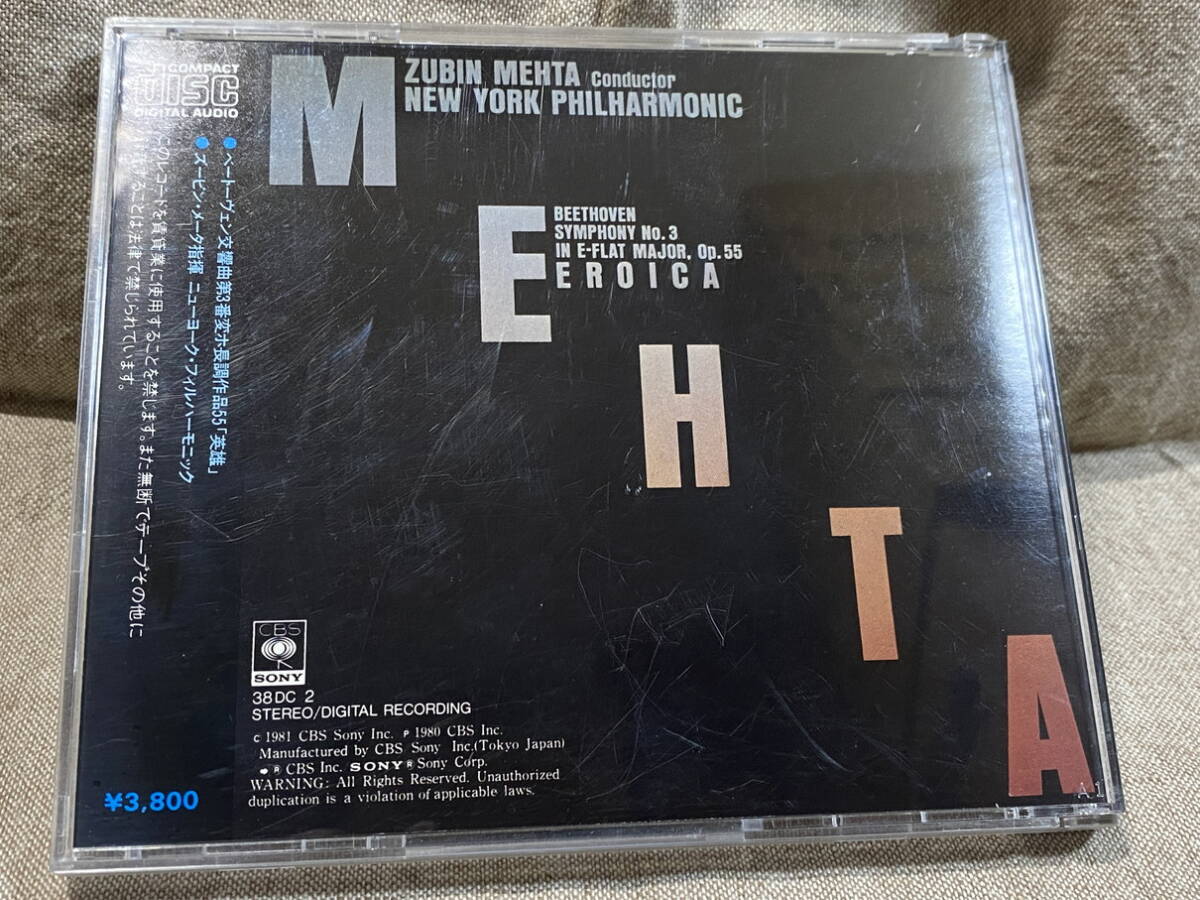 COMPACT
DISC
DIGITAL AUDIO
M
ZUBIN MEHTA / Conductor
NEW YORK PHILHARMONIC
E
BEETHOVEN
SYMPHONY No. 3
IN E-FLAT MAJOR, Op. 55
EROICA
H
T
A
●ベートーヴェン交響曲第3番変ホ長調作品55「英雄」
●ズービン・メータ指揮 ニューヨーク・フィルハーモニック
このレコードを賃貸業に使用することを禁じます。また無断でテープその他に
することは法律で禁じられています。
CBS
SONY
38DC 2
STEREO/DIGITAL RECORDING
© 1981 CBS Sony Inc. ℗ 1980 CBS Inc.
Manufactured by CBS Sony Inc.(Tokyo Japan)
® CBS Inc. SONY ® Sony Corp.
WARNING: All Rights Reserved. Unauthorized
duplication is a violation of applicable laws.
¥3,800
A1